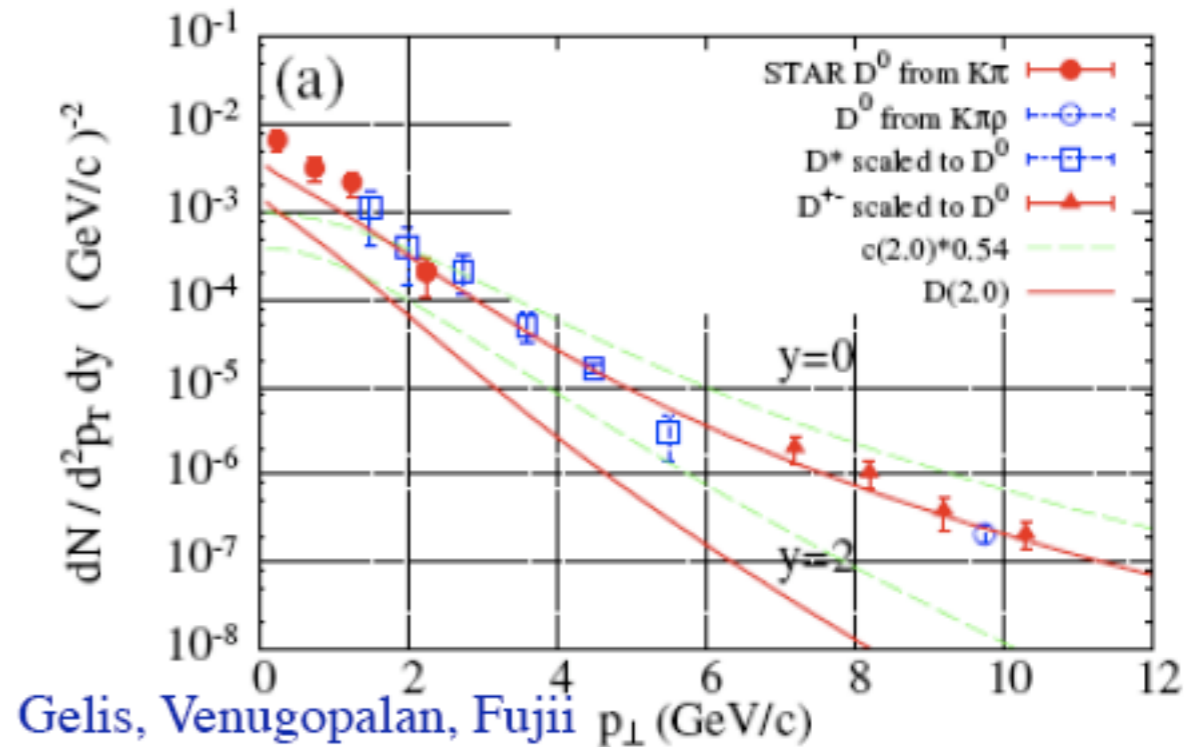 (a)
STAR D⁰ from Kπ
D⁰ from Kπρ
D* scaled to D⁰
D⁺⁻ scaled to D⁰
c(2.0)*0.54
D(2.0)
y=0
y=2
10⁻¹
10⁻²
10⁻³
10⁻⁴
10⁻⁵
10⁻⁶
10⁻⁷
10⁻⁸
dN / d²p_T dy ( GeV/c )⁻²
0 2 4 6 8 10 12
Gelis, Venugopalan, Fujii p⊥ (GeV/c)